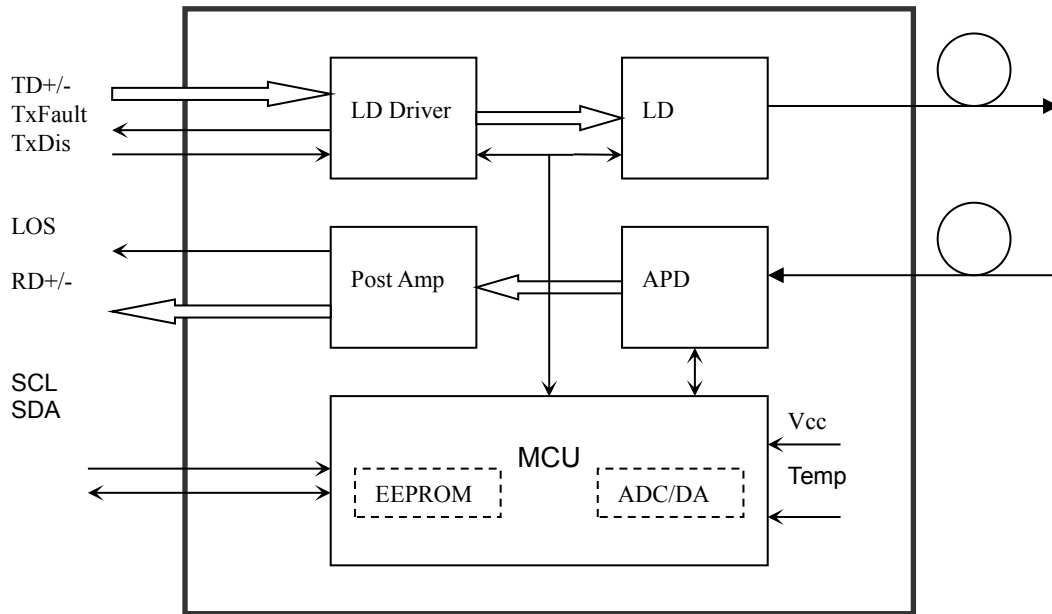 TD+/-
TxFault
TxDis
LD Driver
LD
LOS
RD+/-
Post Amp
APD
SCL
SDA
MCU
EEPROM
ADC/DA
Vcc
Temp